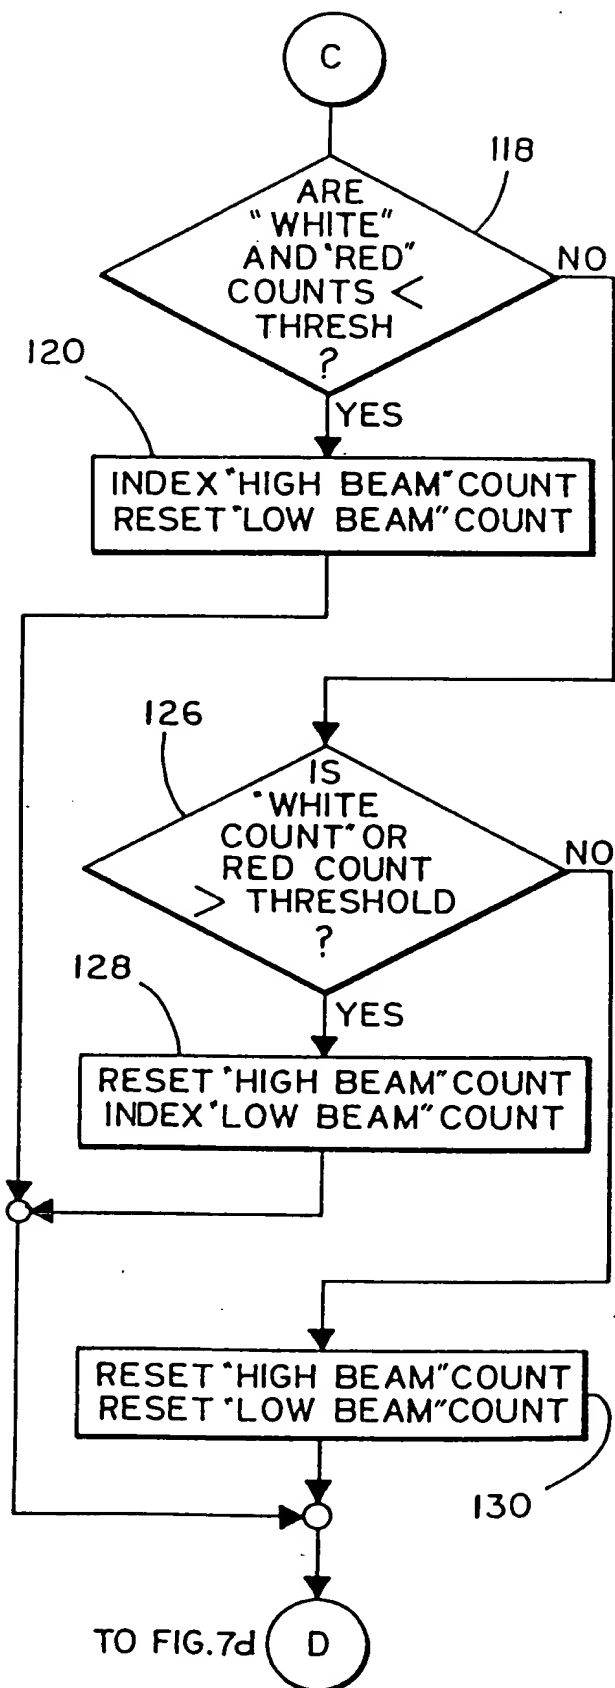 C
118
ARE
"WHITE"
AND "RED"
COUNTS <
THRESH
?
NO
120
YES
INDEX "HIGH BEAM" COUNT
RESET "LOW BEAM" COUNT
126
IS
"WHITE
COUNT" OR
RED COUNT
> THRESHOLD
?
NO
128
YES
RESET "HIGH BEAM" COUNT
INDEX "LOW BEAM" COUNT
RESET "HIGH BEAM" COUNT
RESET "LOW BEAM" COUNT
130
TO FIG.7d
D